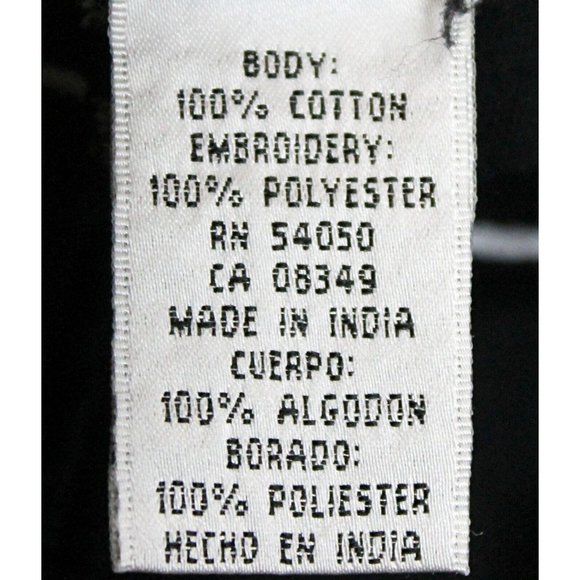 BODY:
100% COTTON
EMBROIDERY:
100% POLYESTER
RN 54050
CA 08349
MADE IN INDIA
CUERPO:
100% ALGODON
BORADO:
100% POLIESTER
HECHO EN INDIA